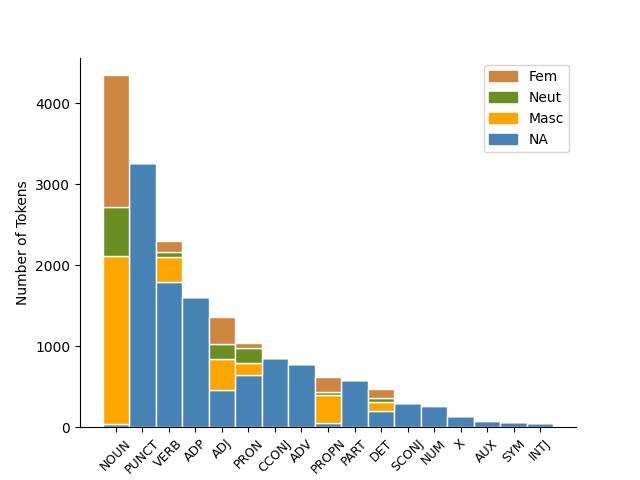 Fem
Neut
Masc
NA
Number of Tokens
4000
3000
2000
1000
0
NOUN
PUNCT
VERB
ADP
ADJ
PRON
CCONJ
ADV
PROPN
PART
DET
SCONJ
NUM
X
AUX
SYM
INTJ